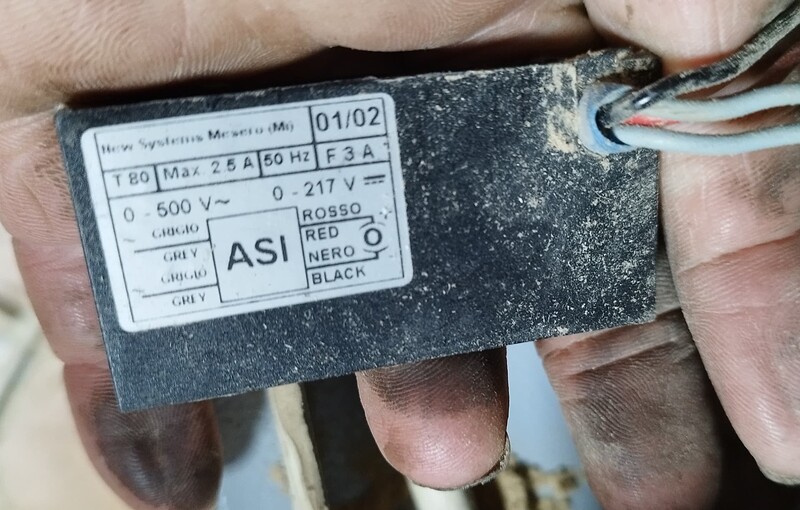 New Systems Mesero (Mi) 01/02
T 80 Max. 2.5 A 50 Hz F 3 A
0 - 500 V~ 0 - 217 V
GRIGIO ROSSO
GREY RED
ASI
GRIGIO NERO
GREY BLACK